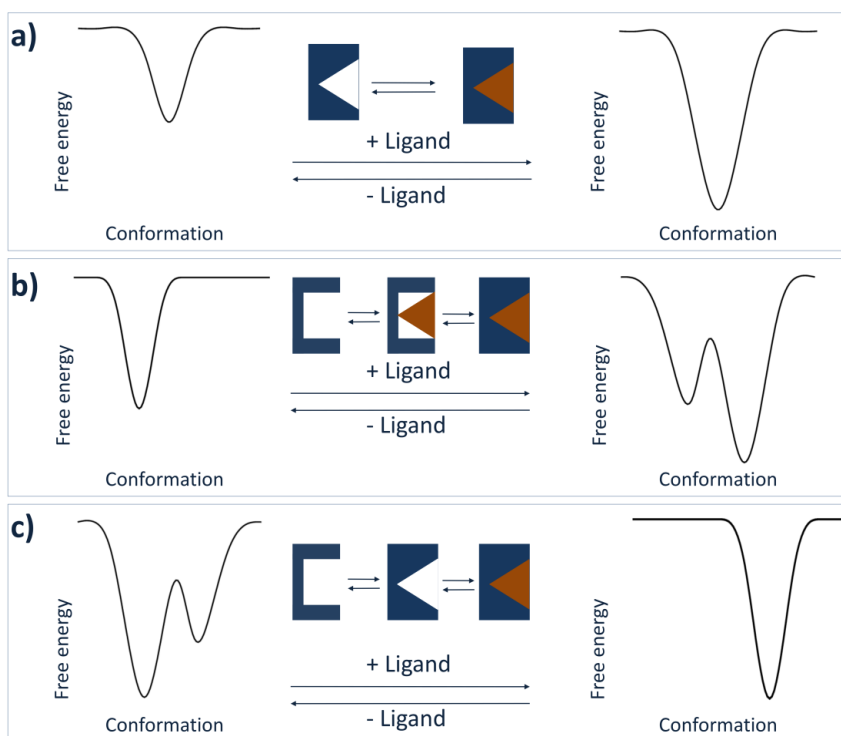 a)
Free energy
Conformation
+ Ligand
- Ligand
Free energy
Conformation
b)
Free energy
Conformation
+ Ligand
- Ligand
Free energy
Conformation
c)
Free energy
Conformation
+ Ligand
- Ligand
Free energy
Conformation